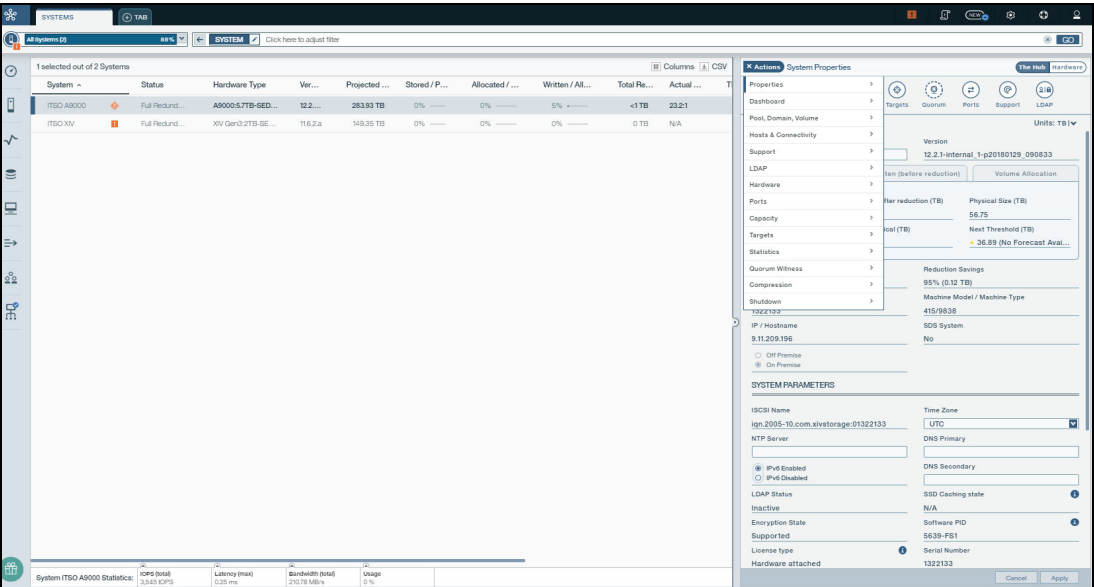 SYSTEMS
TAB
NEW
All Systems (2)
88%
SYSTEM
Click here to adjust filter
GO
1 selected out of 2 Systems
Columns
CSV
System
Status
Hardware Type
Ver...
Projected ...
Stored / P...
Allocated / ...
Written / All...
Total Re...
Actual ...
T
ITSO A9000
Full Redund...
A9000:5.7TB-SED...
12.2....
283.93 TB
0%
0%
5%
<1 TB
23.2:1
ITSO XIV
Full Redund...
XIV Gen3:2TB-SE...
11.6.2.a
149.35 TB
0%
0%
0%
0 TB
N/A
Actions
System Properties
The Hub
Hardware
Properties
Dashboard
Pool, Domain, Volume
Hosts & Connectivity
Support
LDAP
Hardware
Ports
Capacity
Targets
Statistics
Quorum Witness
Compression
Shutdown
Targets
Quorum
Ports
Support
LDAP
Units: TB
Version
12.2.1-internal_1-p20180129_090833
ten (before reduction)
Volume Allocation
fter reduction (TB)
Physical Size (TB)
56.75
ical (TB)
Next Threshold (TB)
36.89 (No Forecast Avai...
Reduction Savings
95% (0.12 TB)
Machine Model / Machine Type
1322133
415/9838
IP / Hostname
SDS System
9.11.209.196
No
Off Premise
On Premise
SYSTEM PARAMETERS
ISCSI Name
Time Zone
iqn.2005-10.com.xivstorage:01322133
UTC
NTP Server
DNS Primary
IPv6 Enabled
IPv6 Disabled
DNS Secondary
LDAP Status
SSD Caching state
Inactive
N/A
Encryption State
Software PID
Supported
5639-FS1
License type
Serial Number
Hardware attached
1322133
Cancel
Apply
System ITSO A9000 Statistics:
IOPS (total)
3,545 IOPS
Latency (max)
0.25 ms
Bandwidth (total)
210.78 MB/s
Usage
0 %